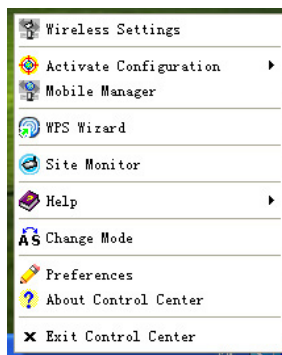 Wireless Settings
Activate Configuration
Mobile Manager
WPS Wizard
Site Monitor
Help
AS Change Mode
Preferences
About Control Center
Exit Control Center